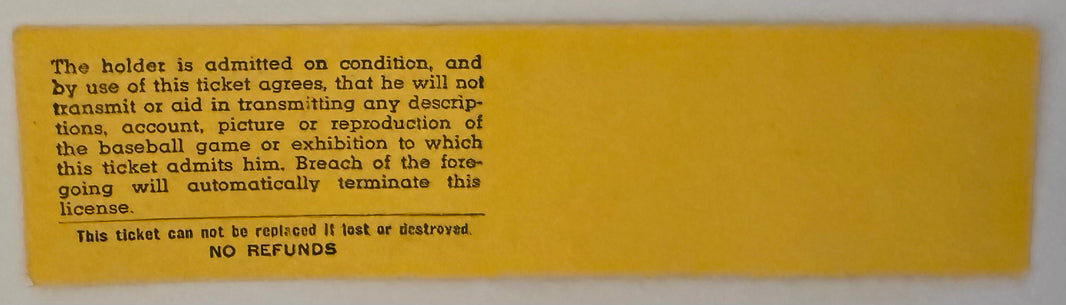 The holder is admitted on condition, and
by use of this ticket agrees, that he will not
transmit or aid in transmitting any descrip-
tions, account, picture or reproduction of
the baseball game or exhibition to which
this ticket admits him. Breach of the fore-
going will automatically terminate this
license.
This ticket can not be replaced if lost or destroyed.
NO REFUNDS